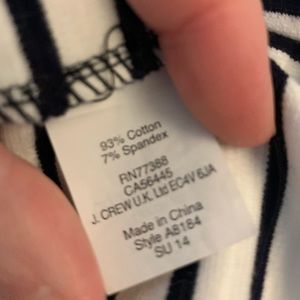 93% Cotton
7% Spandex
RN77388
CA56445
J. CREW U.K. Ltd EC4V 6JA
Made in China
Style A8184
SU 14